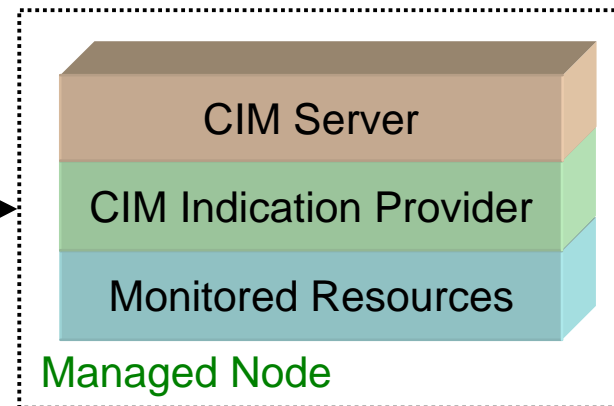 CIM Server
CIM Indication Provider
Monitored Resources
Managed Node